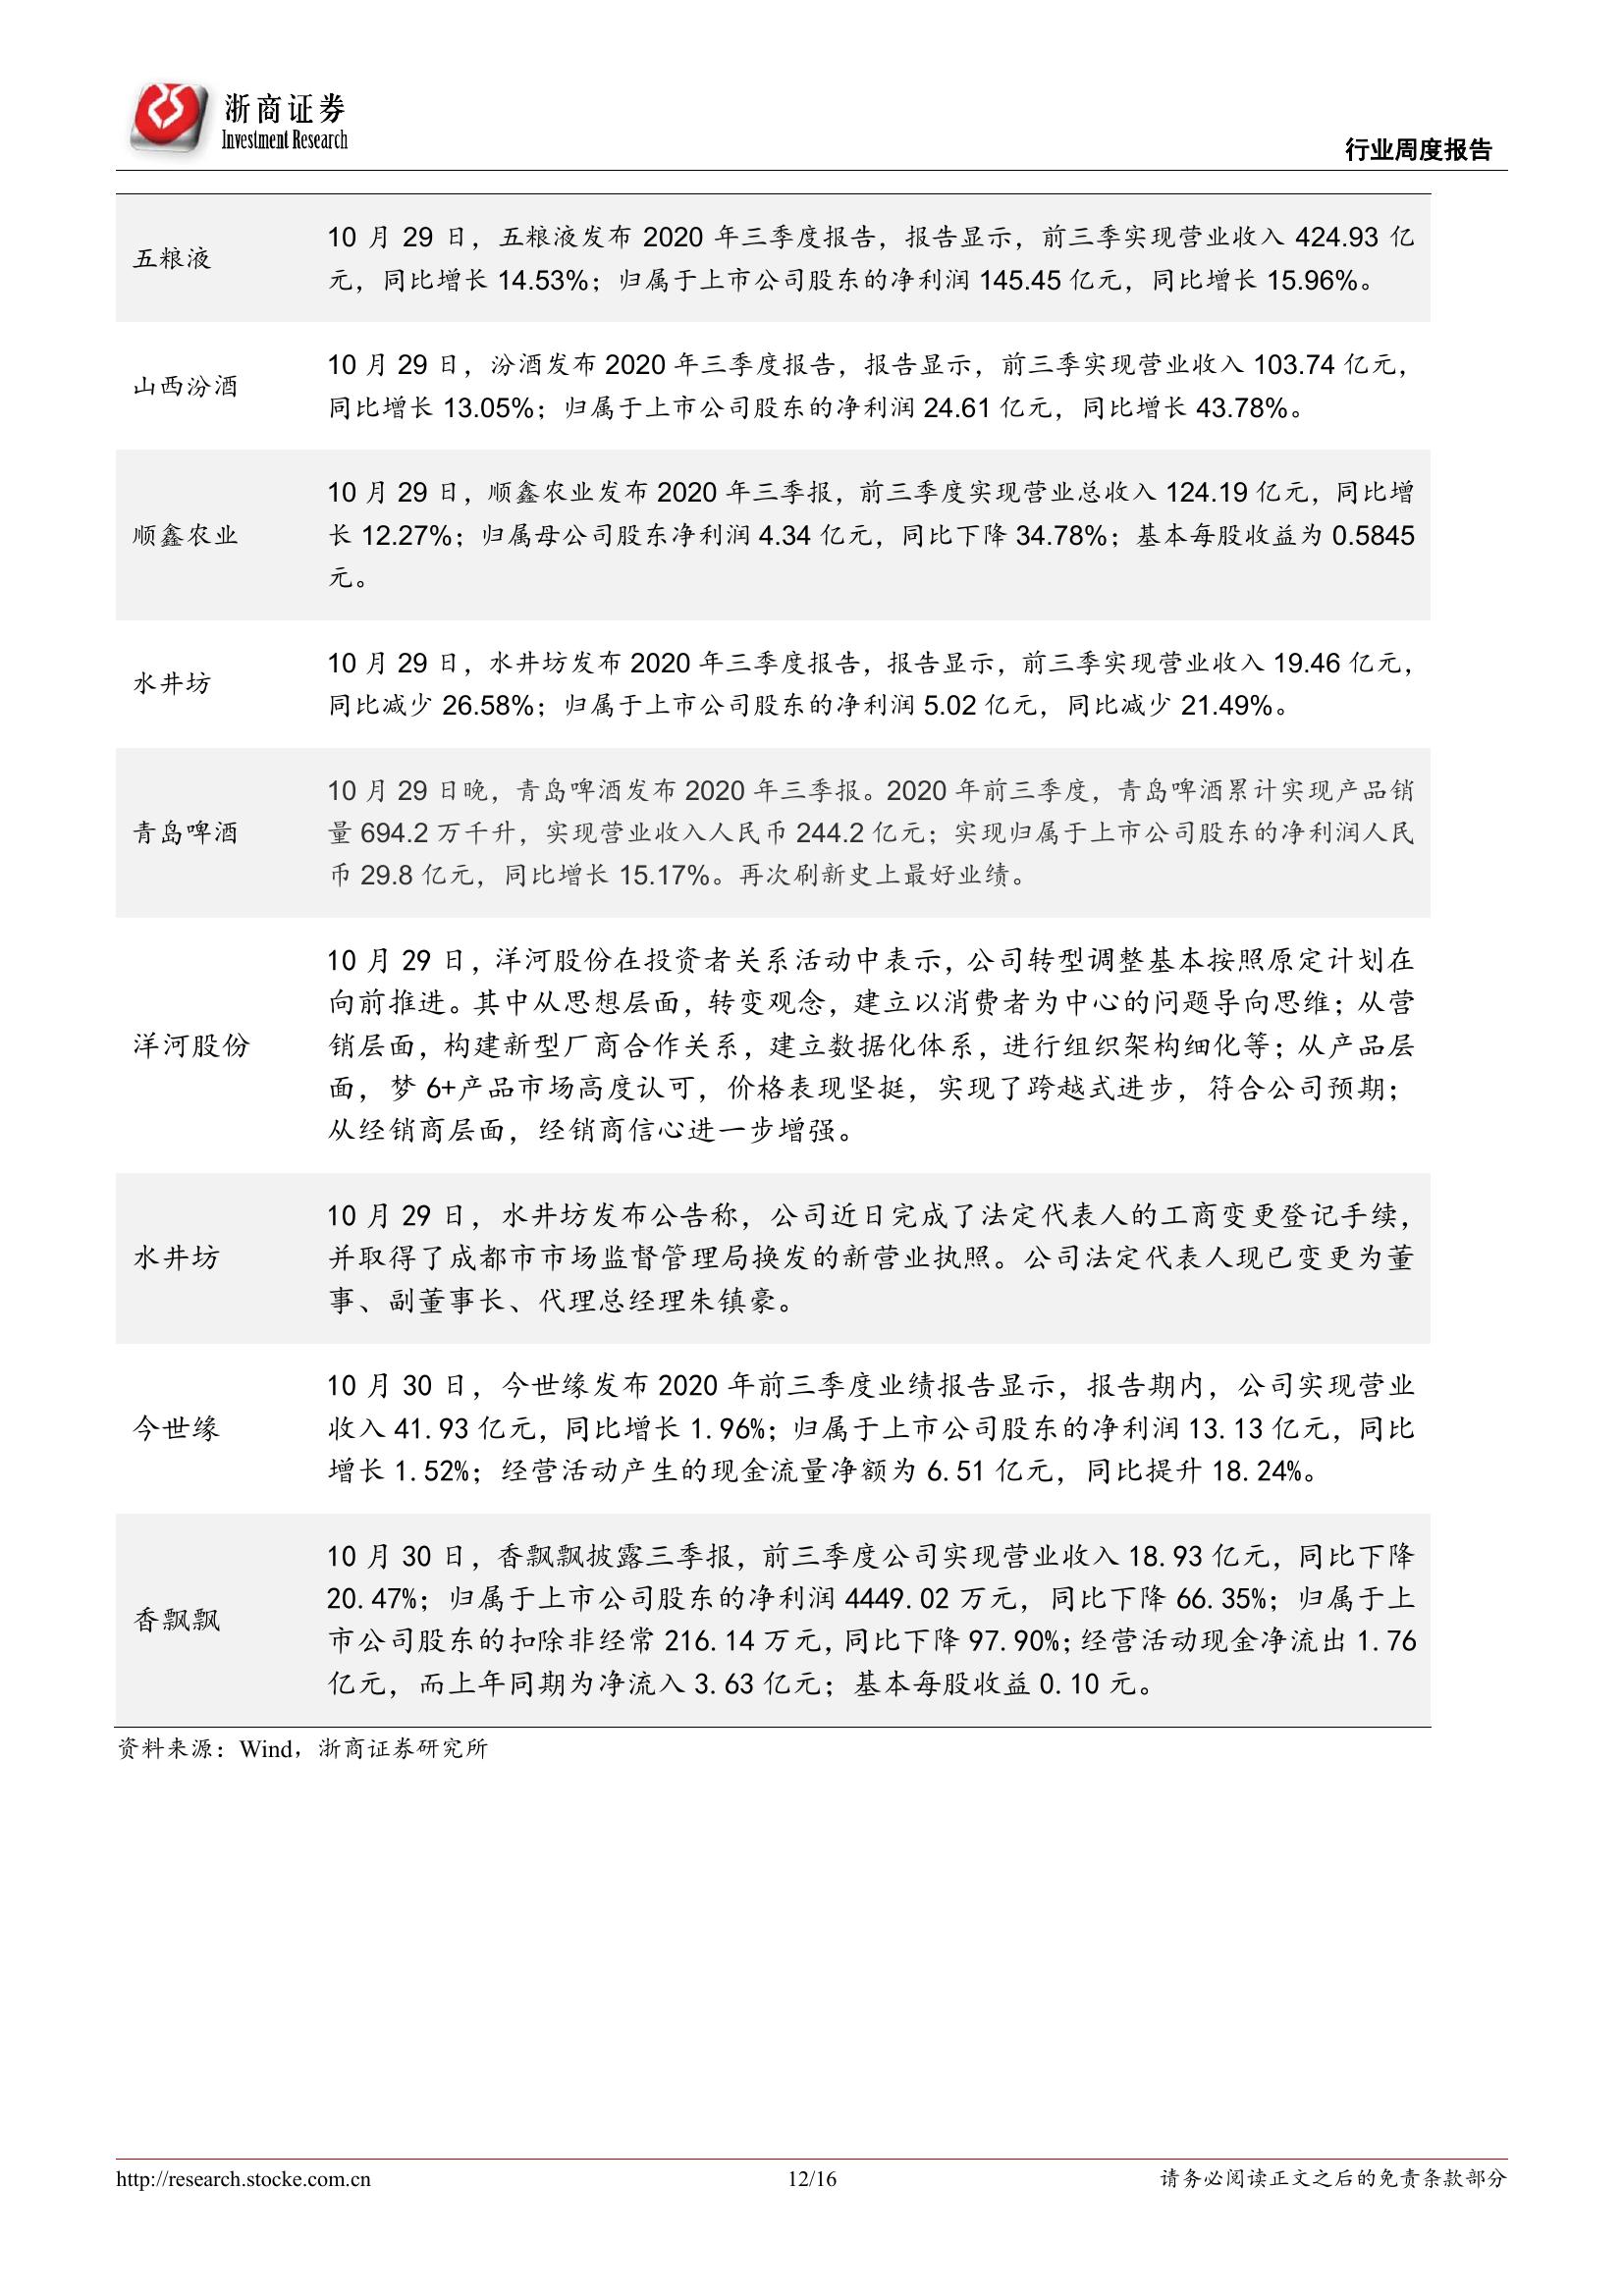 浙商证券
Investment Research
行业周度报告
五粮液
10 月 29 日，五粮液发布 2020 年三季度报告，报告显示，前三季实现营业收入 424.93 亿
元，同比增长 14.53%；归属于上市公司股东的净利润 145.45 亿元，同比增长 15.96%。
山西汾酒
10 月 29 日，汾酒发布 2020 年三季度报告，报告显示，前三季实现营业收入 103.74 亿元，
同比增长 13.05%；归属于上市公司股东的净利润 24.61 亿元，同比增长 43.78%。
顺鑫农业
10 月 29 日，顺鑫农业发布 2020 年三季报，前三季度实现营业总收入 124.19 亿元，同比增
长 12.27%；归属母公司股东净利润 4.34 亿元，同比下降 34.78%；基本每股收益为 0.5845
元。
水井坊
10 月 29 日，水井坊发布 2020 年三季度报告，报告显示，前三季实现营业收入 19.46 亿元，
同比减少 26.58%；归属于上市公司股东的净利润 5.02 亿元，同比减少 21.49%。
青岛啤酒
10 月 29 日晚，青岛啤酒发布 2020 年三季报。2020 年前三季度，青岛啤酒累计实现产品销
量 694.2 万千升，实现营业收入人民币 244.2 亿元；实现归属于上市公司股东的净利润人民
币 29.8 亿元，同比增长 15.17%。再次刷新史上最好业绩。
洋河股份
10 月 29 日，洋河股份在投资者关系活动中表示，公司转型调整基本按照原定计划在
向前推进。其中从思想层面，转变观念，建立以消费者为中心的问题导向思维；从营
销层面，构建新型厂商合作关系，建立数据化体系，进行组织架构细化等；从产品层
面，梦 6+产品市场高度认可，价格表现坚挺，实现了跨越式进步，符合公司预期；
从经销商层面，经销商信心进一步增强。
水井坊
10 月 29 日，水井坊发布公告称，公司近日完成了法定代表人的工商变更登记手续，
并取得了成都市市场监督管理局换发的新营业执照。公司法定代表人现已变更为董
事、副董事长、代理总经理朱镇豪。
今世缘
10 月 30 日，今世缘发布 2020 年前三季度业绩报告显示，报告期内，公司实现营业
收入 41.93 亿元，同比增长 1.96%；归属于上市公司股东的净利润 13.13 亿元，同比
增长 1.52%；经营活动产生的现金流量净额为 6.51 亿元，同比提升 18.24%。
香飘飘
10 月 30 日，香飘飘披露三季报，前三季度公司实现营业收入 18.93 亿元，同比下降
20.47%；归属于上市公司股东的净利润 4449.02 万元，同比下降 66.35%；归属于上
市公司股东的扣除非经常 216.14 万元，同比下降 97.90%；经营活动现金净流出 1.76
亿元，而上年同期为净流入 3.63 亿元；基本每股收益 0.10 元。
资料来源：Wind，浙商证券研究所
http://research.stocke.com.cn
12/16
请务必阅读正文之后的免责条款部分